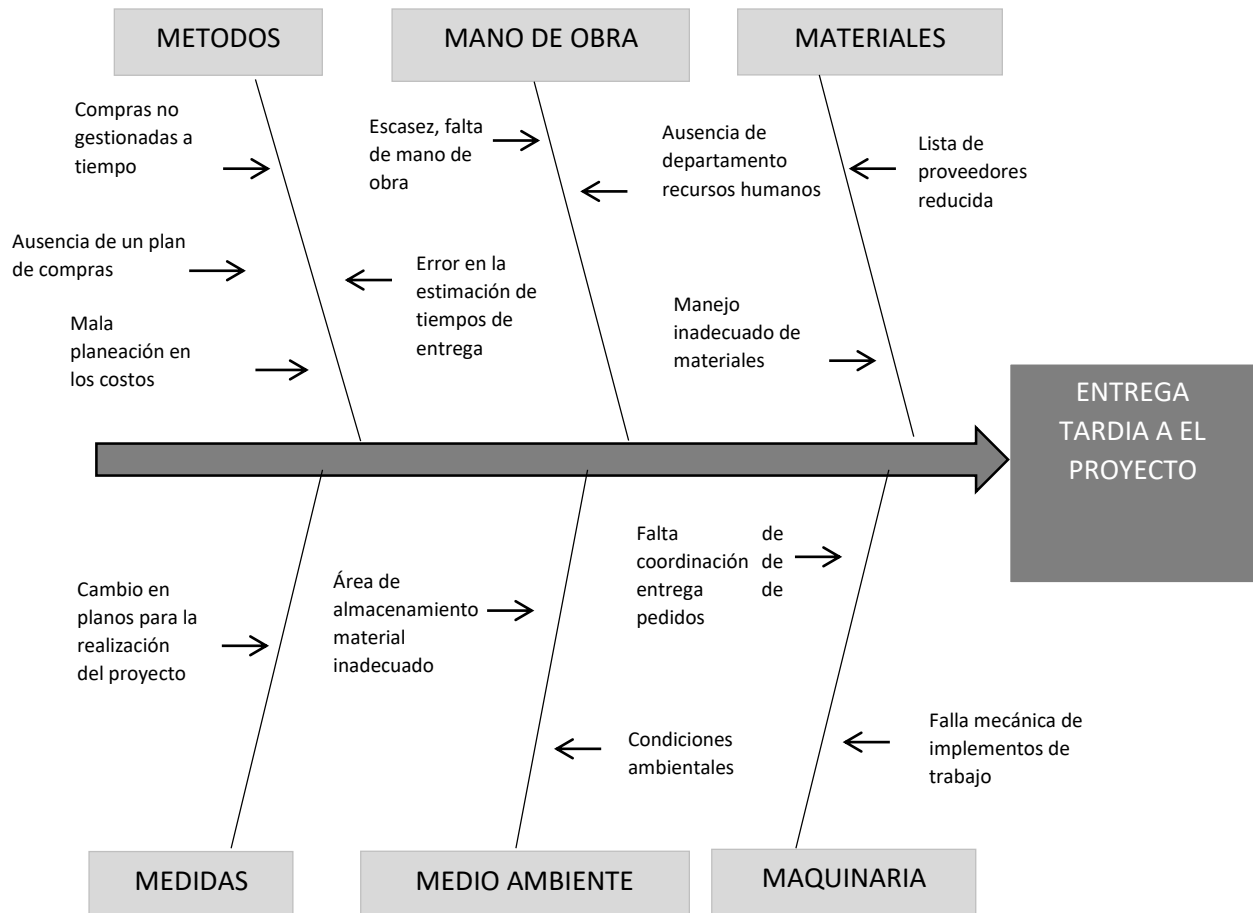 METODOS
MANO DE OBRA
MATERIALES
Compras no
gestionadas a
tiempo
Escasez, falta
de mano de
obra
Ausencia de
departamento
recursos humanos
Lista de
proveedores
reducida
Ausencia de un plan
de compras
Error en la
estimación de
tiempos de
entrega
Mala
planeación en
los costos
Manejo
inadecuado de
materiales
ENTREGA
TARDIA A EL
PROYECTO
Cambio en
planos para la
realización
del proyecto
Área de
almacenamiento
material
inadecuado
Falta de
coordinación de
entrega de
pedidos
Condiciones
ambientales
Falla mecánica de
implementos de
trabajo
MEDIDAS
MEDIO AMBIENTE
MAQUINARIA